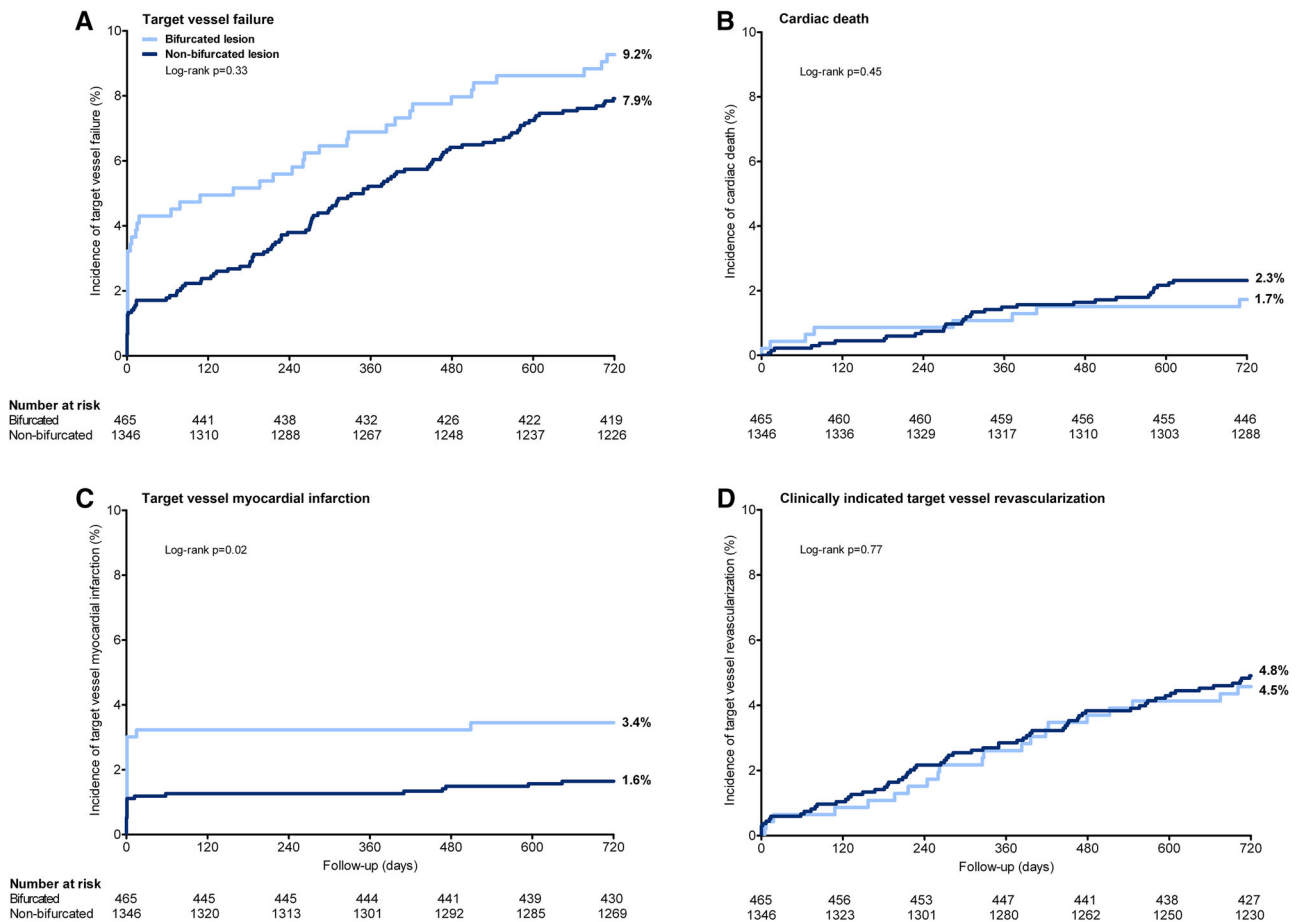 A Target vessel failure
Bifurcated lesion
Non-bifurcated lesion
Log-rank p=0.33
Incidence of target vessel failure (%)
10
8
6
4
2
0
9.2%
7.9%
0 120 240 360 480 600 720
Number at risk
Bifurcated 465 441 438 432 426 422 419
Non-bifurcated 1346 1310 1288 1267 1248 1237 1226
B Cardiac death
Log-rank p=0.45
Incidence of cardiac death (%)
10
8
6
4
2
0
2.3%
1.7%
0 120 240 360 480 600 720
465 460 460 459 456 455 446
1346 1336 1329 1317 1310 1303 1288
C Target vessel myocardial infarction
Log-rank p=0.02
Incidence of target vessel myocardial infarction (%)
10
8
6
4
2
0
3.4%
1.6%
0 120 240 360 480 600 720
Follow-up (days)
Number at risk
Bifurcated 465 445 445 444 441 439 430
Non-bifurcated 1346 1320 1313 1301 1292 1285 1269
D Clinically indicated target vessel revascularization
Log-rank p=0.77
Incidence of target vessel revascularization (%)
10
8
6
4
2
0
4.8%
4.5%
0 120 240 360 480 600 720
Follow-up (days)
465 456 453 447 441 438 427
1346 1323 1301 1280 1262 1250 1230